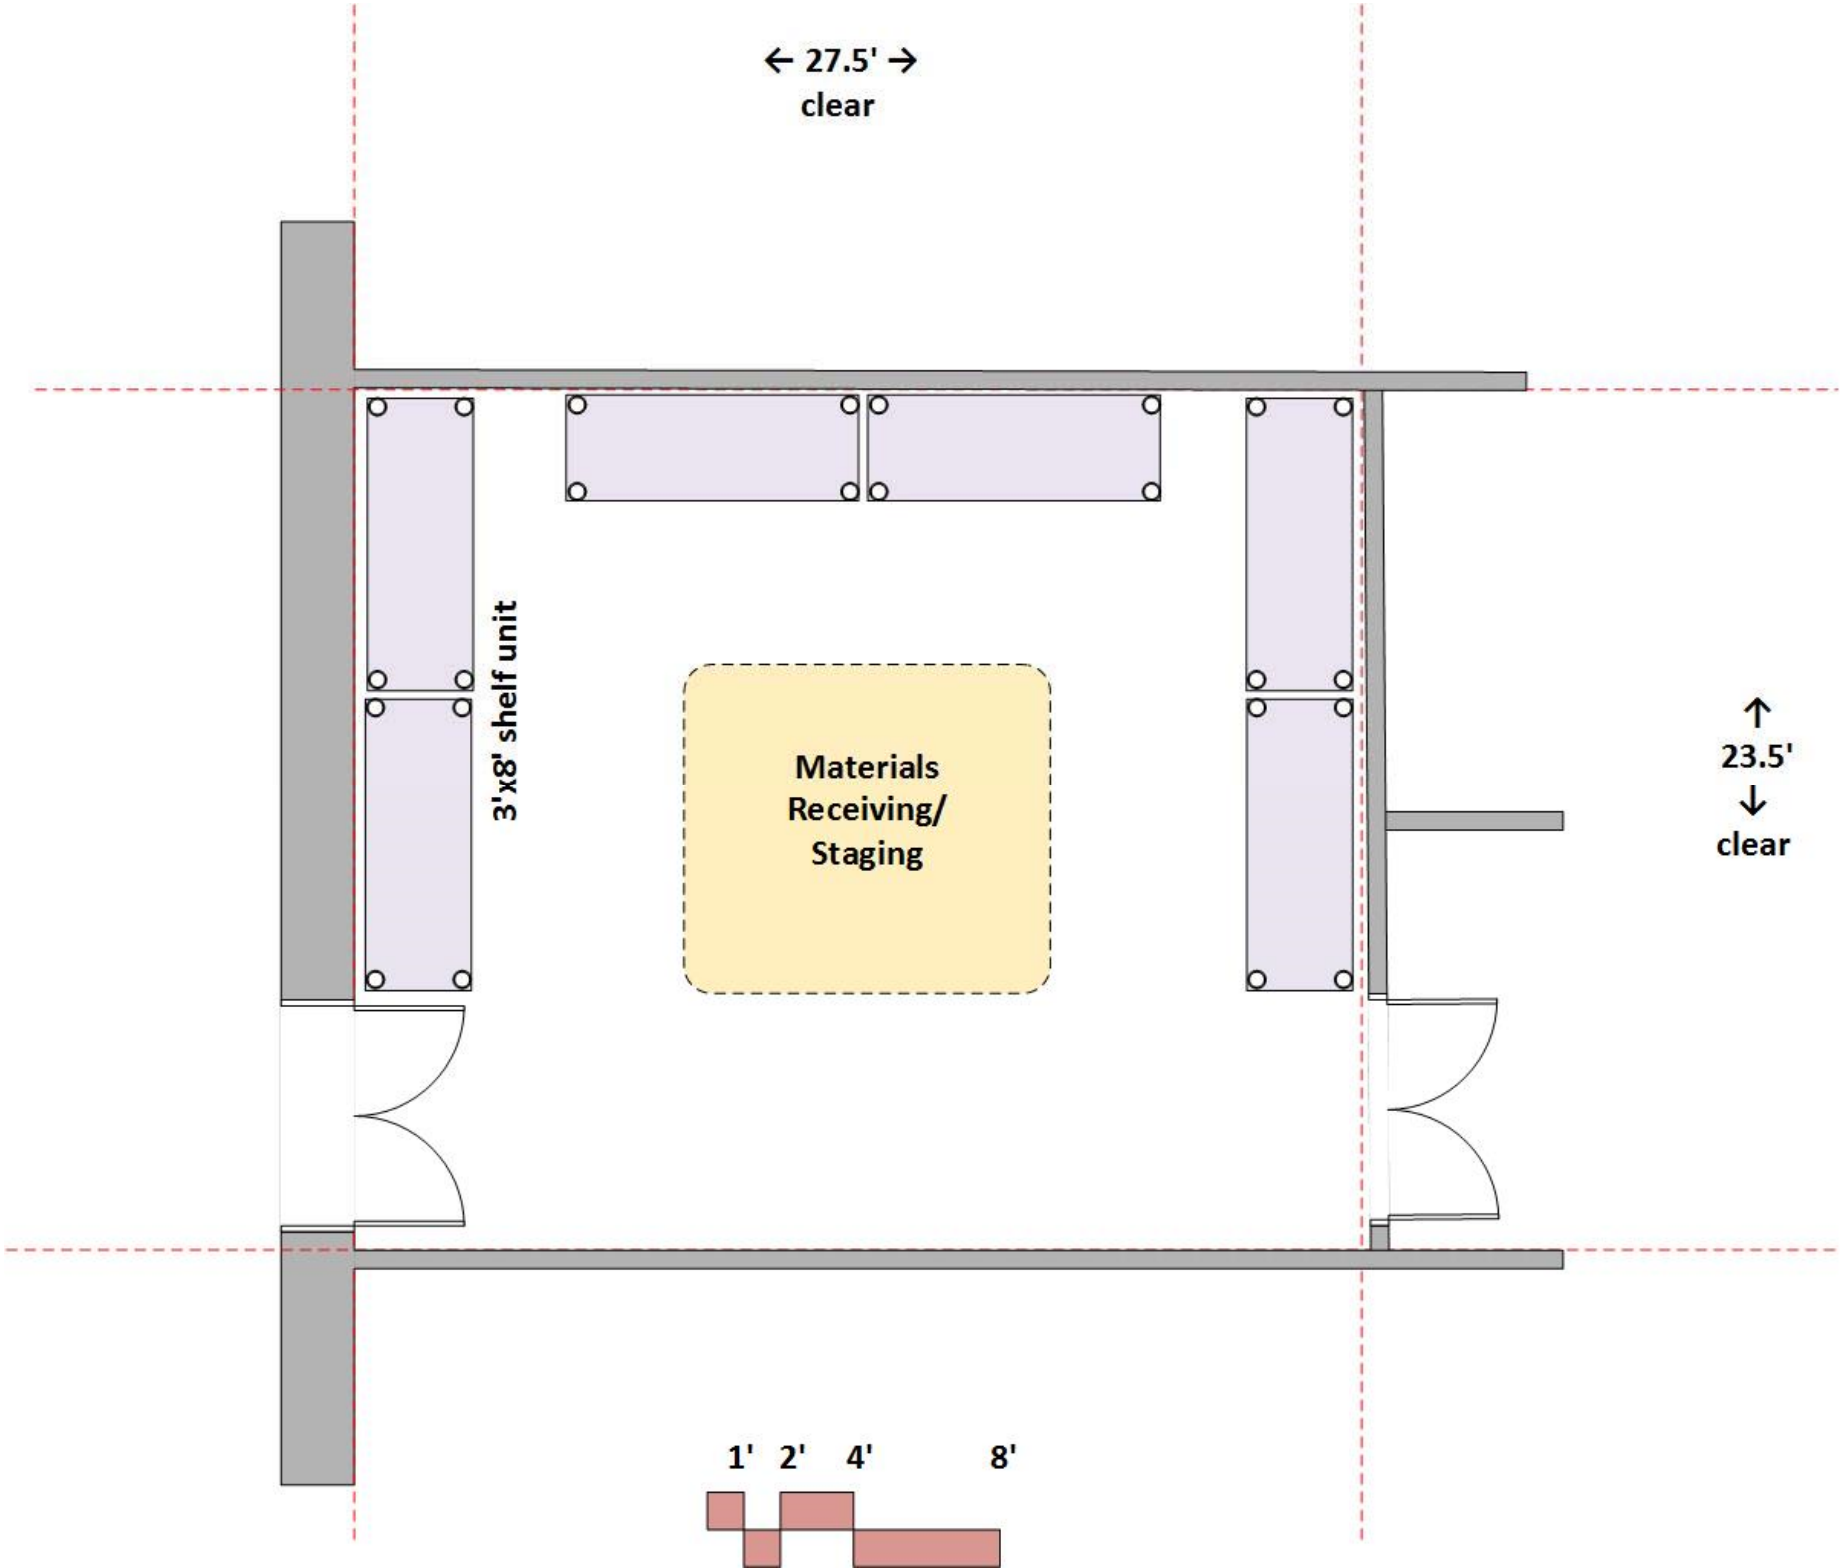 ← 27.5' →
clear
3'x8' shelf unit
Materials
Receiving/
Staging
↑
23.5'
↓
clear
1' 2' 4' 8'